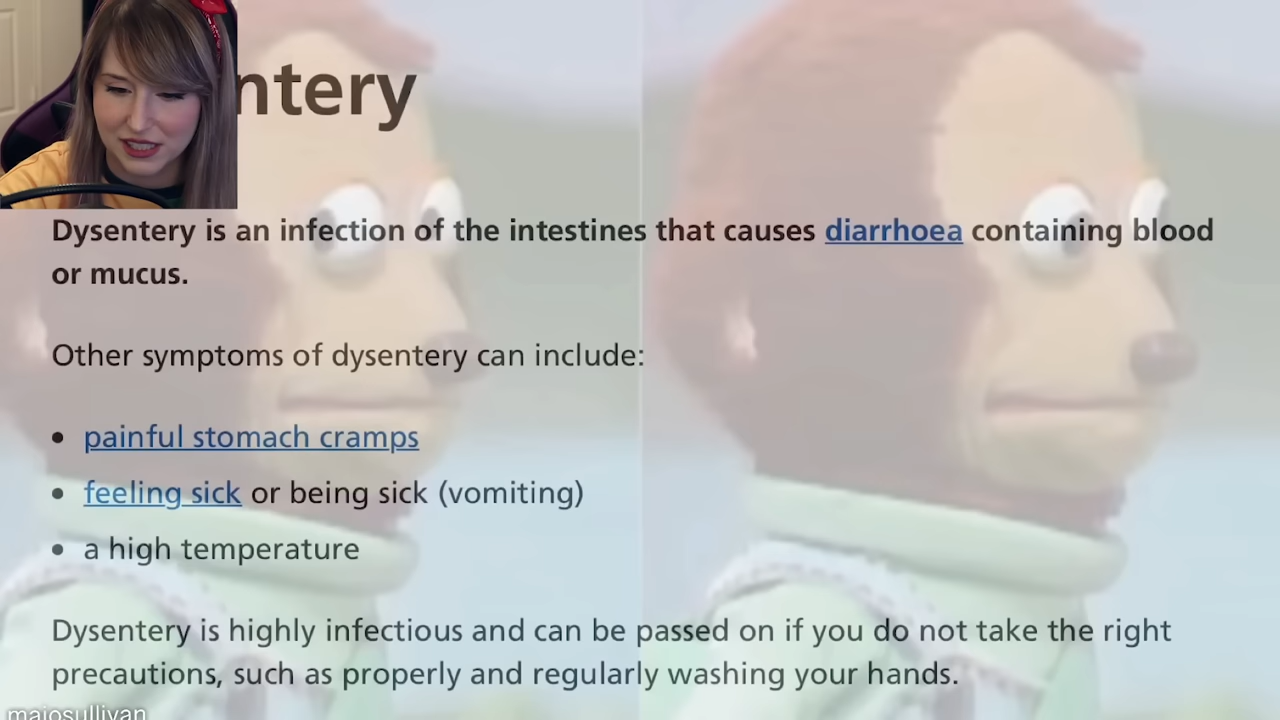 ntery
Dysentery is an infection of the intestines that causes diarrhoea containing blood
or mucus.
Other symptoms of dysentery can include:
• painful stomach cramps
• feeling sick or being sick (vomiting)
• a high temperature
Dysentery is highly infectious and can be passed on if you do not take the right
precautions, such as properly and regularly washing your hands.
majosullivan